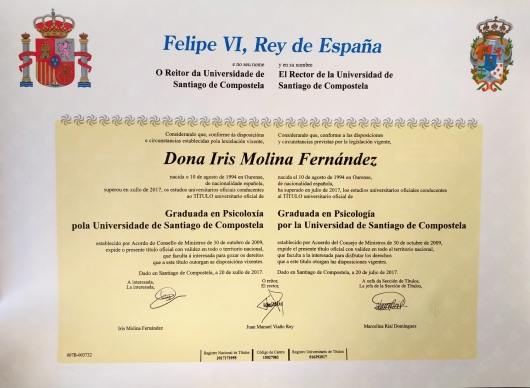 Felipe VI, Rey de España
e no seu nome
O Reitor da Universidade de
Santiago de Compostela
y en su nombre
El Rector de la Universidad de
Santiago de Compostela
Considerando que, conforme ás disposicións
e circunstancias establecidas pola lexislación vixente,
Considerando que, conforme a las disposiciones
y circunstancias previstas por la legislación vigente,
Dona Iris Molina Fernández
nacida o 10 de agosto de 1994 en Ourense,
de nacionalidade española,
superou en xullo de 2017, os estudos universitarios oficiais conducentes
ao TÍTULO universitario oficial de
nacida el 10 de agosto de 1994 en Ourense,
de nacionalidad española,
ha superado en julio de 2017, los estudios universitarios oficiales conducentes
al TÍTULO universitario oficial de
Graduada en Psicoloxía
pola Universidade de Santiago de Compostela
Graduada en Psicología
por la Universidad de Santiago de Compostela
establecido por Acordo do Consello de Ministros de 30 de outubro de 2009,
expide o presente título oficial con validez en todo o territorio nacional,
que faculta á interesada para gozar os dereitos
que a este título outorgan as disposicións vixentes.
establecido por Acuerdo del Consejo de Ministros de 30 de octubre de 2009,
expide el presente título oficial con validez en todo el territorio nacional,
que faculta a la interesada para disfrutar los derechos
que a este título otorgan las disposiciones vigentes.
Dado en Santiago de Compostela, a 20 de xullo de 2017.
Dado en Santiago de Compostela, a 20 de julio de 2017.
A interesada,
La interesada,
O reitor,
El rector,
A xefa da Sección de Títulos,
La jefa de la Sección de Títulos,
Iris Molina Fernández
Juan Manuel Viaño Rey
Marcelina Rial Domínguez
Registro Nacional de Títulos
Código de Centro
Registro Universitario de Títulos